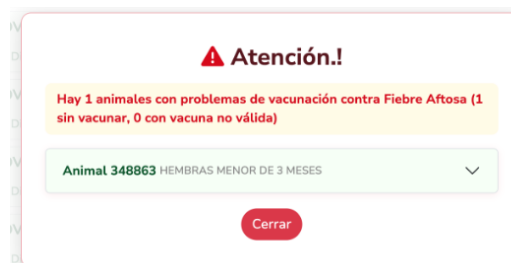 Atención.!
Hay 1 animales con problemas de vacunación contra Fiebre Aftosa (1
sin vacunar, 0 con vacuna no válida)
Animal 348863 HEMBRAS MENOR DE 3 MESES
Cerrar